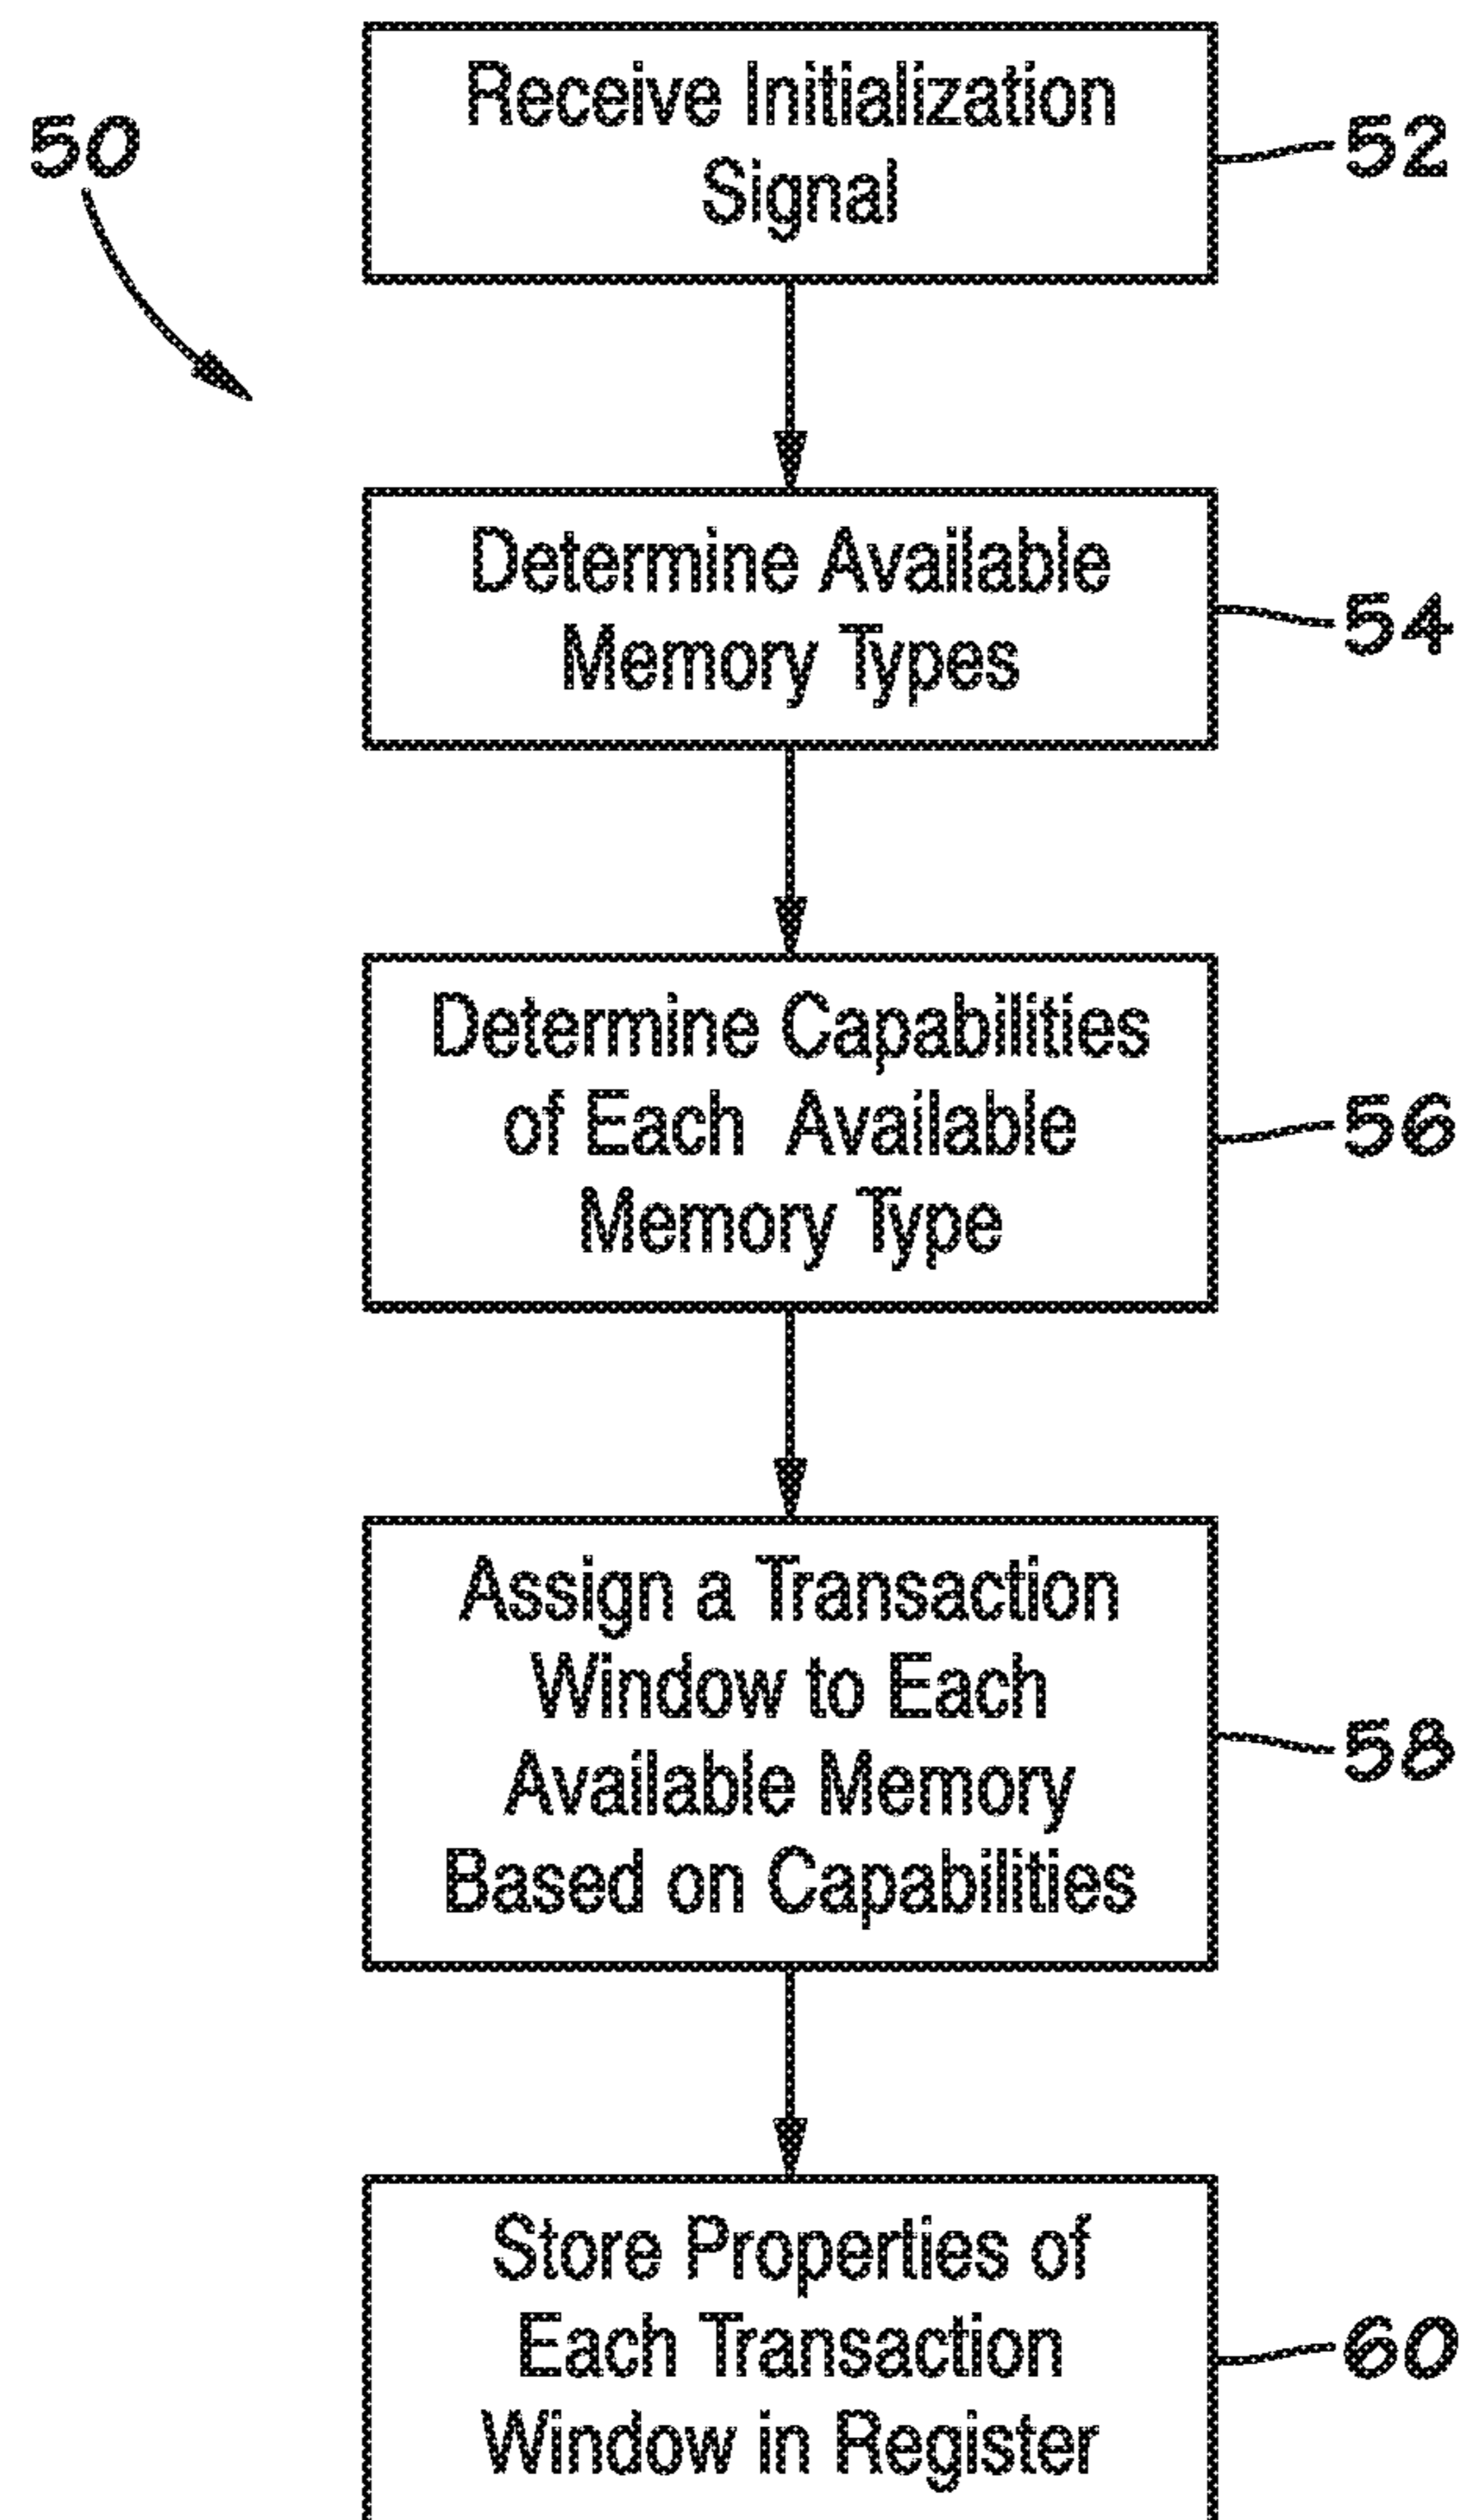 50
Receive Initialization
Signal
52
Determine Available
Memory Types
54
Determine Capabilities
of Each Available
Memory Type
56
Assign a Transaction
Window to Each
Available Memory
Based on Capabilities
58
Store Properties of
Each Transaction
Window in Register
60